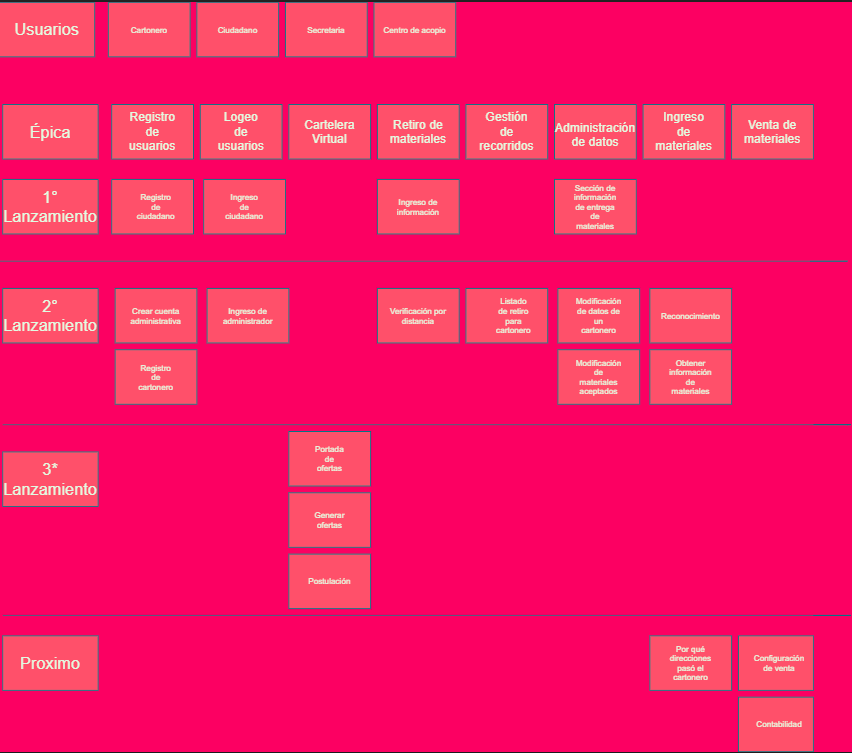 Usuarios
Cartonero
Ciudadano
Secretaria
Centro de acopio
Épica
Registro
de
usuarios
Logeo
de
usuarios
Cartelera
Virtual
Retiro de
materiales
Gestión
de
recorridos
Administración
de datos
Ingreso
de
materiales
Venta de
materiales
1°
Lanzamiento
Registro
de
ciudadano
Ingreso
de
ciudadano
Ingreso de
información
Sección de
información
de entrega
de
materiales
2°
Lanzamiento
Crear cuenta
administrativa
Ingreso de
administrador
Verificación por
distancia
Listado
de retiro
para
cartonero
Modificación
de datos de
un
cartonero
Reconocimiento
Registro
de
cartonero
Modificación
de
materiales
aceptados
Obtener
información
de
materiales
3*
Lanzamiento
Portada
de
ofertas
Generar
ofertas
Postulación
Proximo
Por qué
direcciones
pasó el
cartonero
Configuración
de venta
Contabilidad